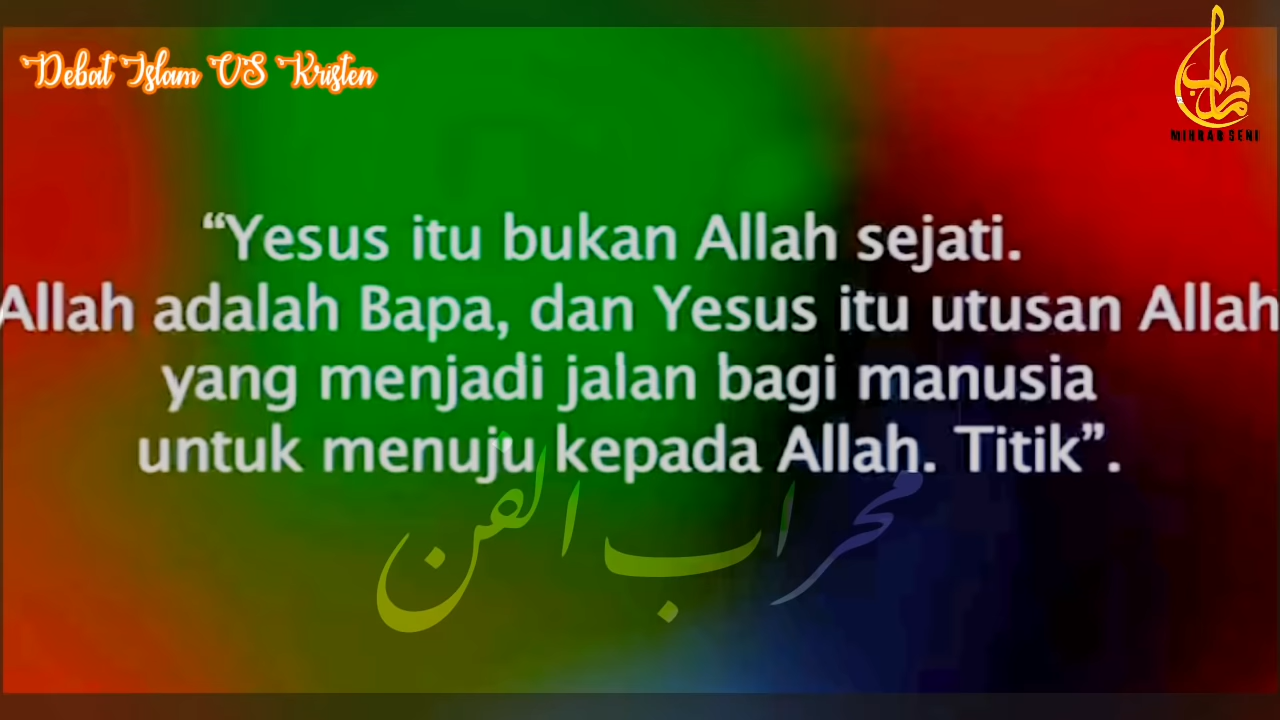 Debat Islam VS Kristen
MIHRAB SENI
“Yesus itu bukan Allah sejati.
Allah adalah Bapa, dan Yesus itu utusan Allah
yang menjadi jalan bagi manusia
untuk menuju kepada Allah. Titik”.
محراب الفن